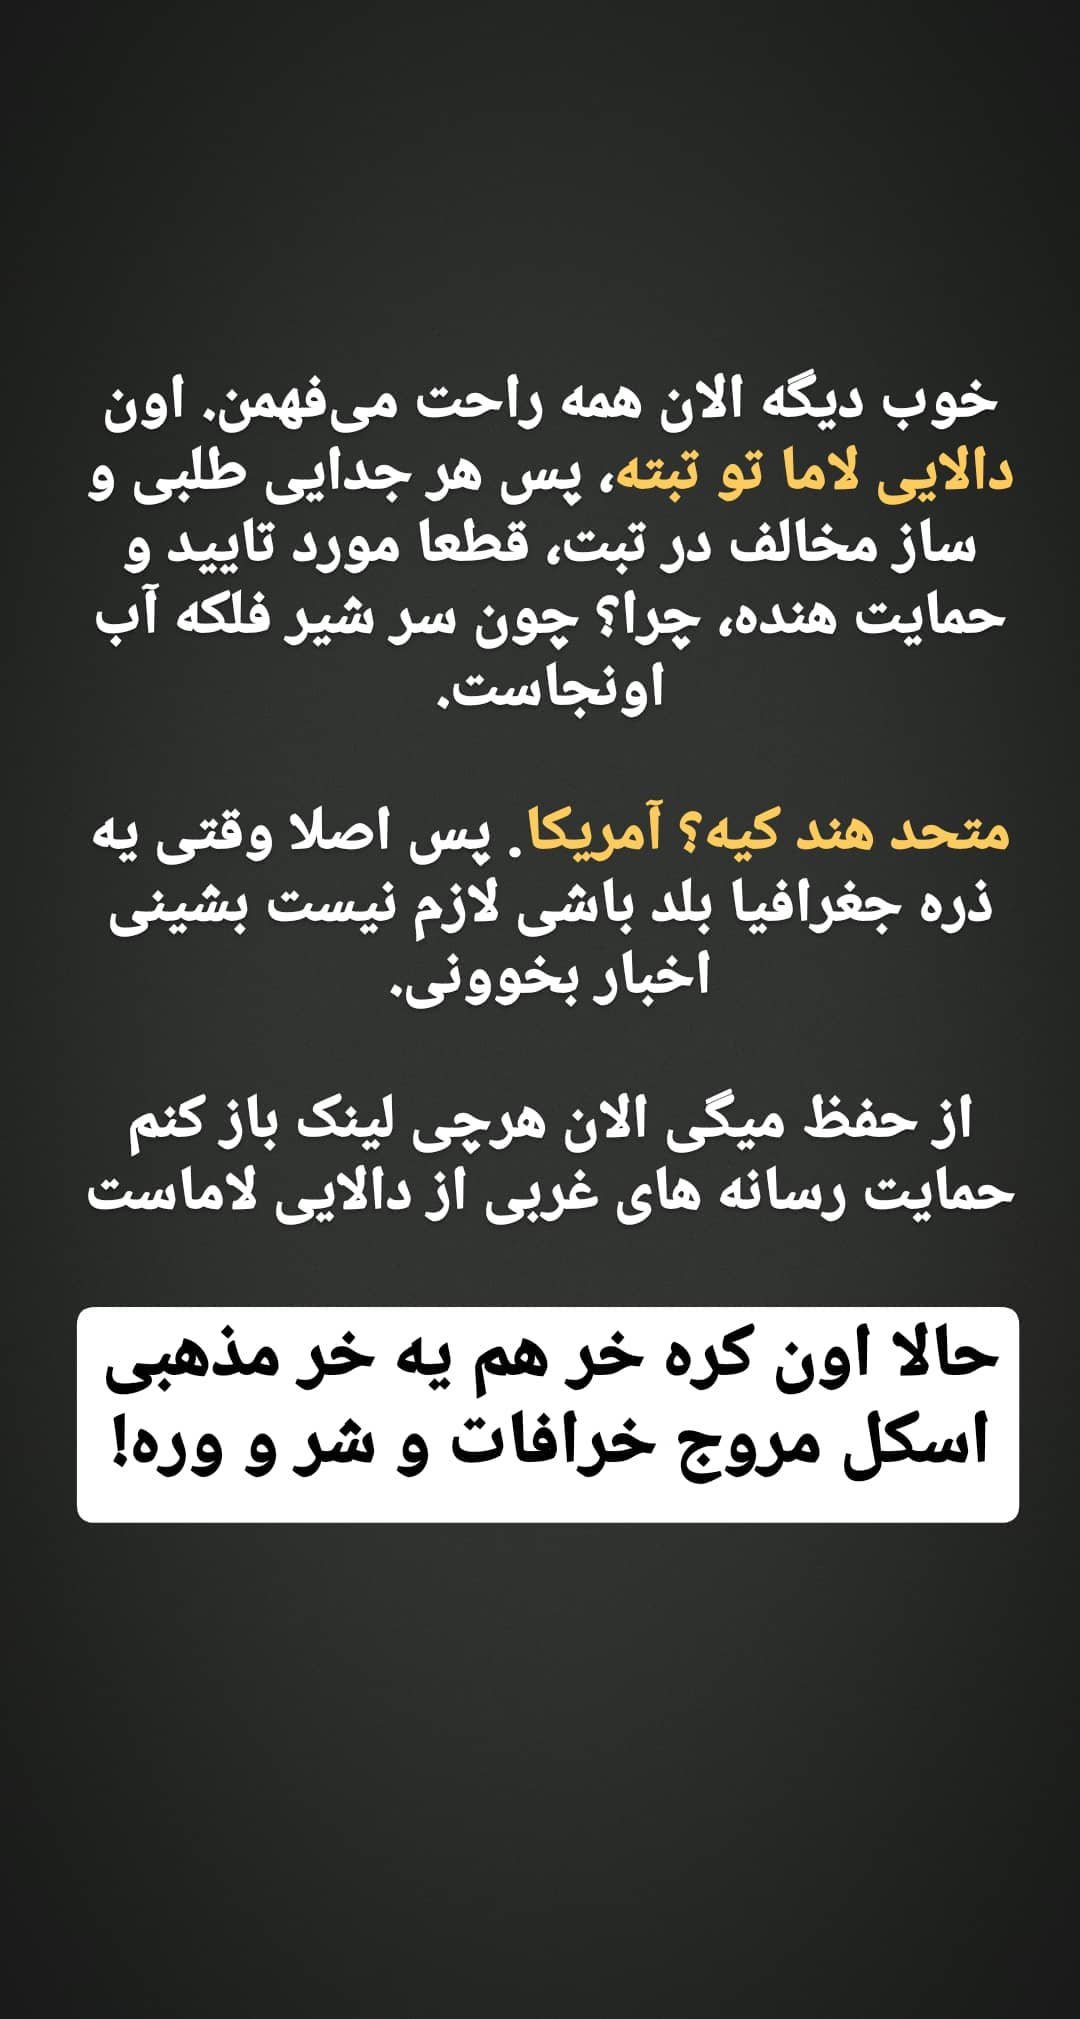 خوب دیگه الان همه راحت می‌فهمن. اون
دالایی لاما تو تبته، پس هر جدایی طلبی و
ساز مخالف در تبت، قطعا مورد تایید و
حمایت هنده، چرا؟ چون سر شیر فلکه آب
اونجاست.
متحد هند کیه؟ آمریکا. پس اصلا وقتی یه
ذره جغرافیا بلد باشی لازم نیست بشینی
اخبار بخوونی.
از حفظ میگی الان هرچی لینک باز کنم
حمایت رسانه های غربی از دالایی لاماست
حالا اون کره خر هم یه خر مذهبی
اسکل مروج خرافات و شر و وره!